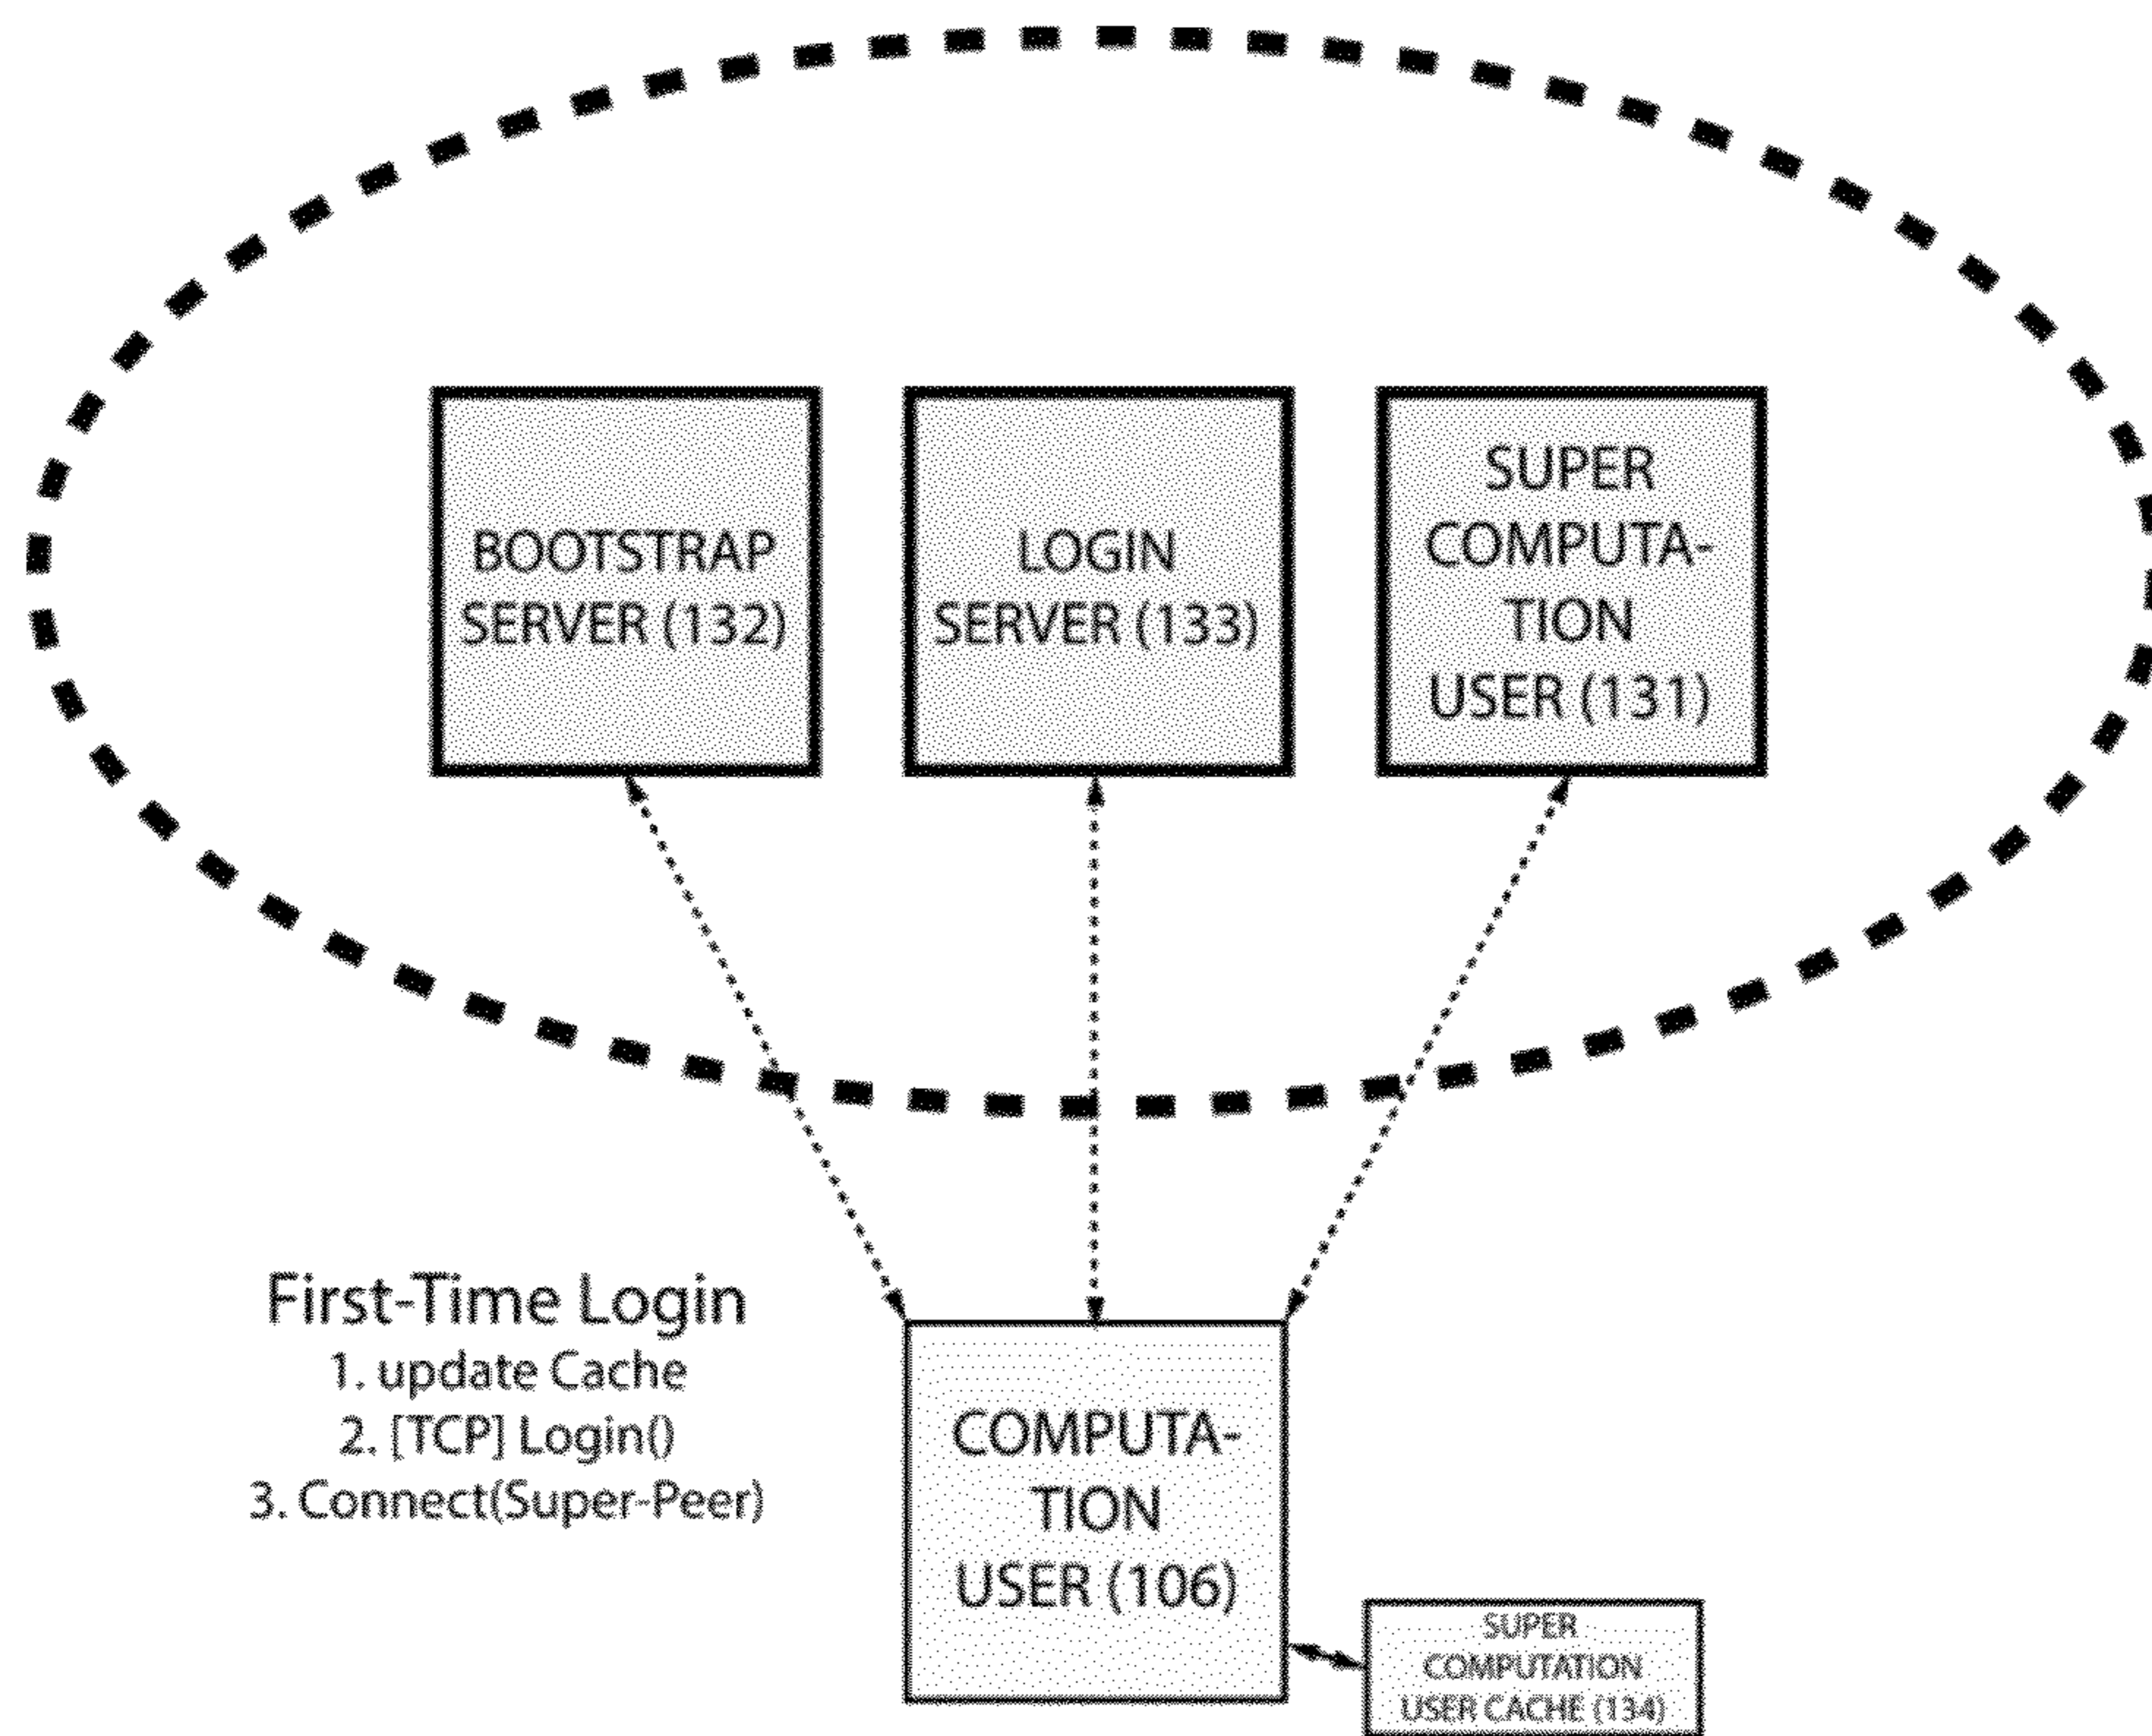 BOOTSTRAP
SERVER (132)
LOGIN
SERVER (133)
SUPER
COMPUTA-
TION
USER (131)
First-Time Login
1. update Cache
2. [TCP] Login()
3. Connect(Super-Peer)
COMPUTA-
TION
USER (106)
SUPER
COMPUTATION
USER CACHE (134)